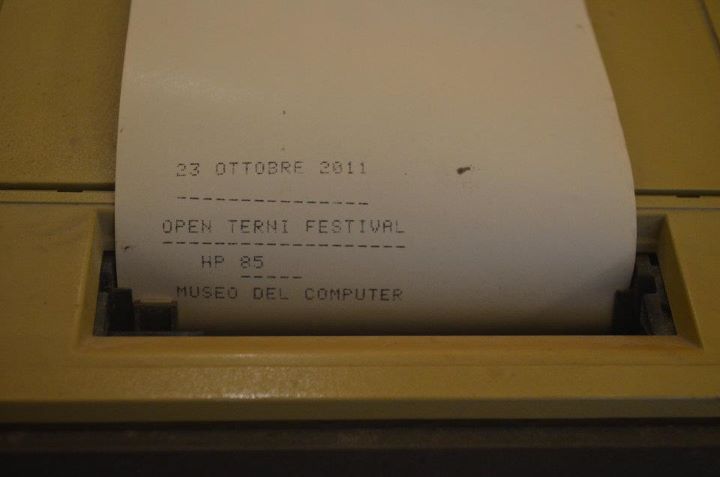 23 OTTOBRE 2011
---------------
OPEN TERNI FESTIVAL
-------------------
HP 85
-----
MUSEO DEL COMPUTER